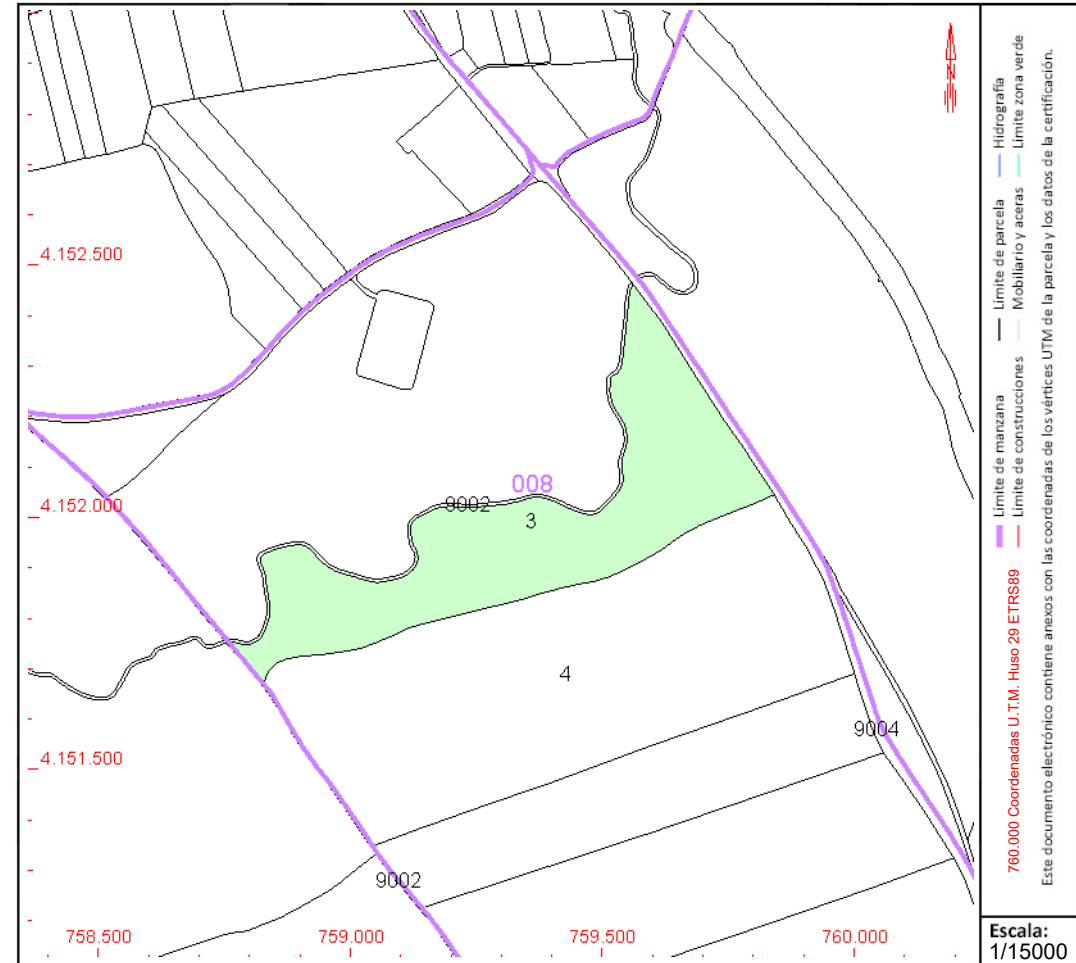 4.152.500
008
9002
3
4.152.000
4
9004
4.151.500
9002
758.500
759.000
759.500
760.000
N
760.000 Coordenadas U.T.M. Huso 29 ETRS89
Límite de manzana
Límite de parcela
Hidrografía
Límite de construcciones
Mobiliario y aceras
Límite zona verde
Este documento electrónico contiene anexos con las coordenadas de los vértices UTM de la parcela y los datos de la certificación.
Escala:
1/15000